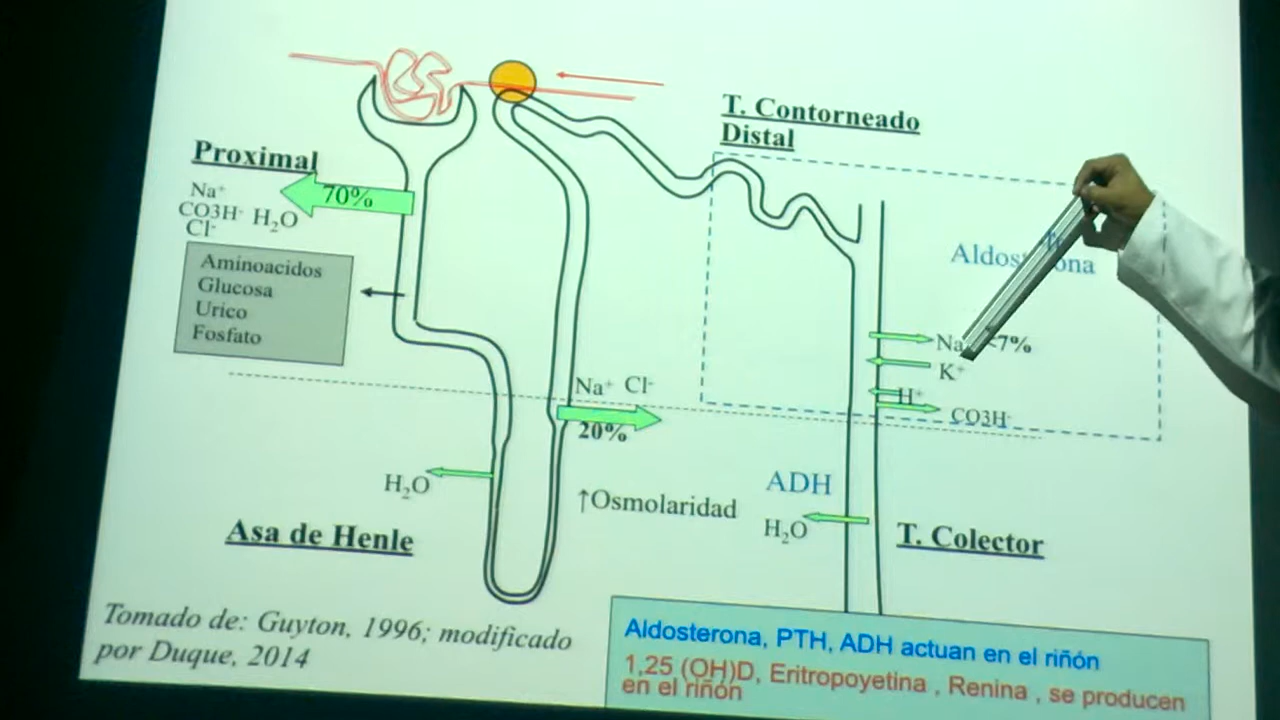 T. Contorneado
Distal
Proximal
Na⁺
CO3H⁻ H₂O
Cl⁻
70%
Aminoacidos
Glucosa
Urico
Fosfato
Na⁺ <7%
K⁺
H⁺
CO3H⁻
Na⁺ Cl⁻
20%
H₂O
↑Osmolaridad
ADH
H₂O
Asa de Henle
T. Colector
Tomado de: Guyton, 1996; modificado
por Duque, 2014
Aldosterona, PTH, ADH actuan en el riñón
1,25 (OH)D, Eritropoyetina , Renina , se producen
en el riñón